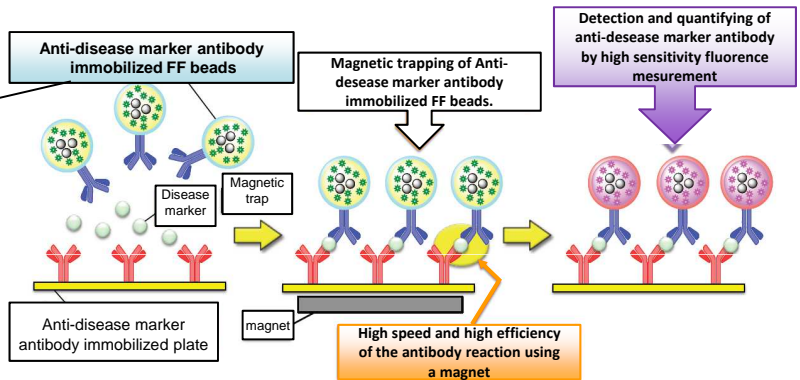 Anti-disease marker antibody
immobilized FF beads
Disease
marker
Magnetic
trap
Anti-disease marker
antibody immobilized plate
Magnetic trapping of Anti-
desease marker antibody
immobilized FF beads.
magnet
High speed and high efficiency
of the antibody reaction using
a magnet
Detection and quantifying of
anti-desease marker antibody
by high sensitivity fluorence
mesurement